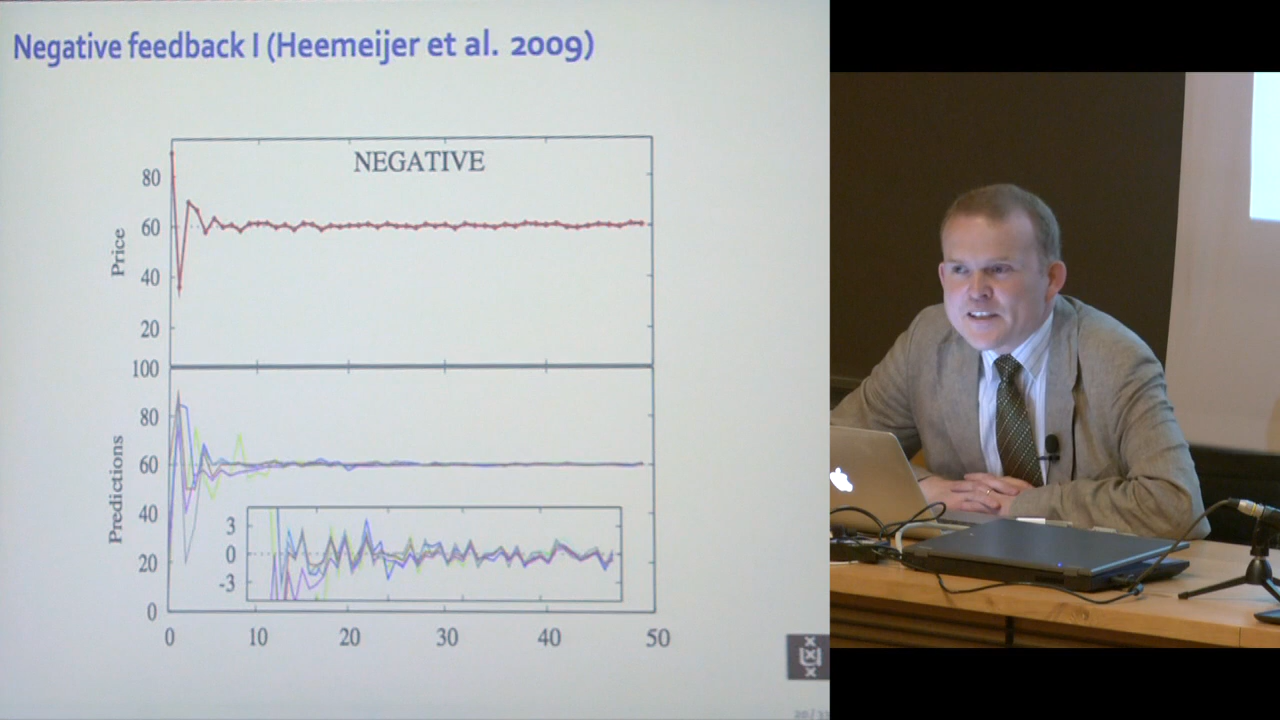 Negative feedback I (Heemeijer et al. 2009)
NEGATIVE
Price
80
60
40
20
Predictions
100
80
60
40
20
0
3
0
-3
0 10 20 30 40 50